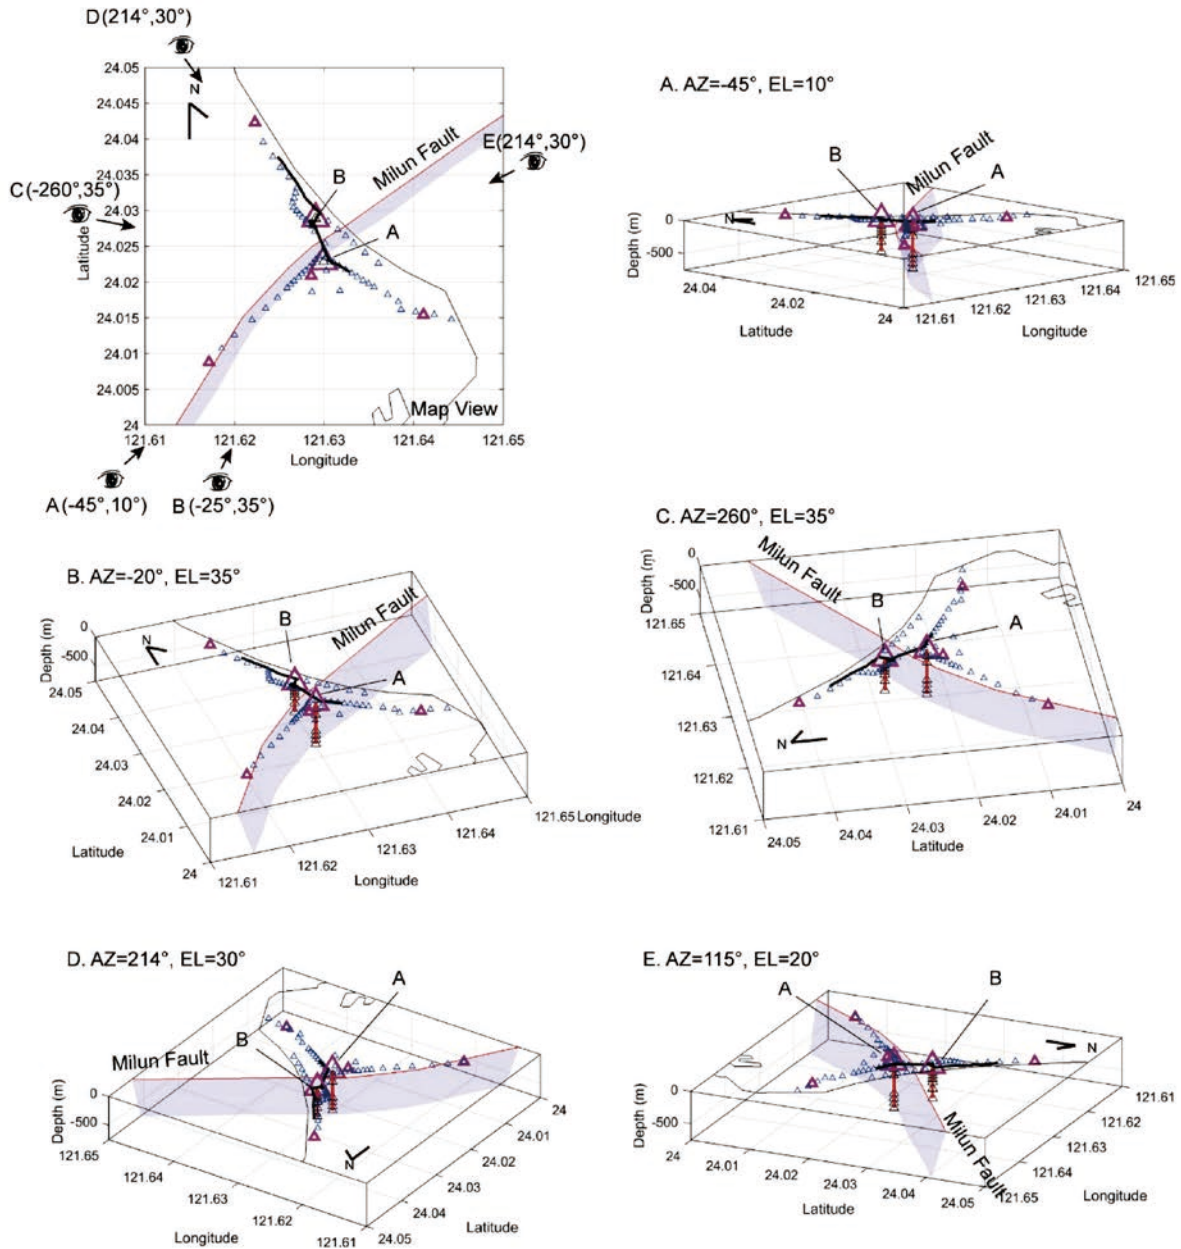 D(214°,30°)
N
24.05
24.045
24.04
24.035
24.03
24.025
24.02
24.015
24.01
24.005
24
Latitude
Milun Fault
E(214°,30°)
C(-260°,35°)
B
A
Map View
121.61 121.62 121.63 121.64 121.65
Longitude
A(-45°,10°) B(-25°,35°)
A. AZ=-45°, EL=10°
B
Milun Fault
A
N
Depth (m)
0
-500
24.04
24.02
24
121.61
121.62
121.63
121.64
121.65
Latitude
Longitude
B. AZ=-20°, EL=35°
B
Milun Fault
N
A
Depth (m)
0
-500
24.05
24.04
24.03
24.02
24.01
24
Latitude
121.61
121.62
121.63
121.64
121.65 Longitude
Longitude
C. AZ=260°, EL=35°
Milun Fault
B
A
N
Depth (m)
0
-500
121.65
121.64
121.63
121.62
121.61
24.05
24.04
24.03
24.02
24.01
24
Latitude
D. AZ=214°, EL=30°
A
B
Milun Fault
N
Depth (m)
0
-500
121.65
121.64
121.63
121.62
121.61
Longitude
24
24.01
24.02
24.03
24.04
24.05
Latitude
E. AZ=115°, EL=20°
A
B
N
Milun Fault
Depth (m)
0
-500
24
24.01
24.02
24.03
24.04
24.05
Latitude
121.61
121.62
121.63
121.64
121.65
Longitude